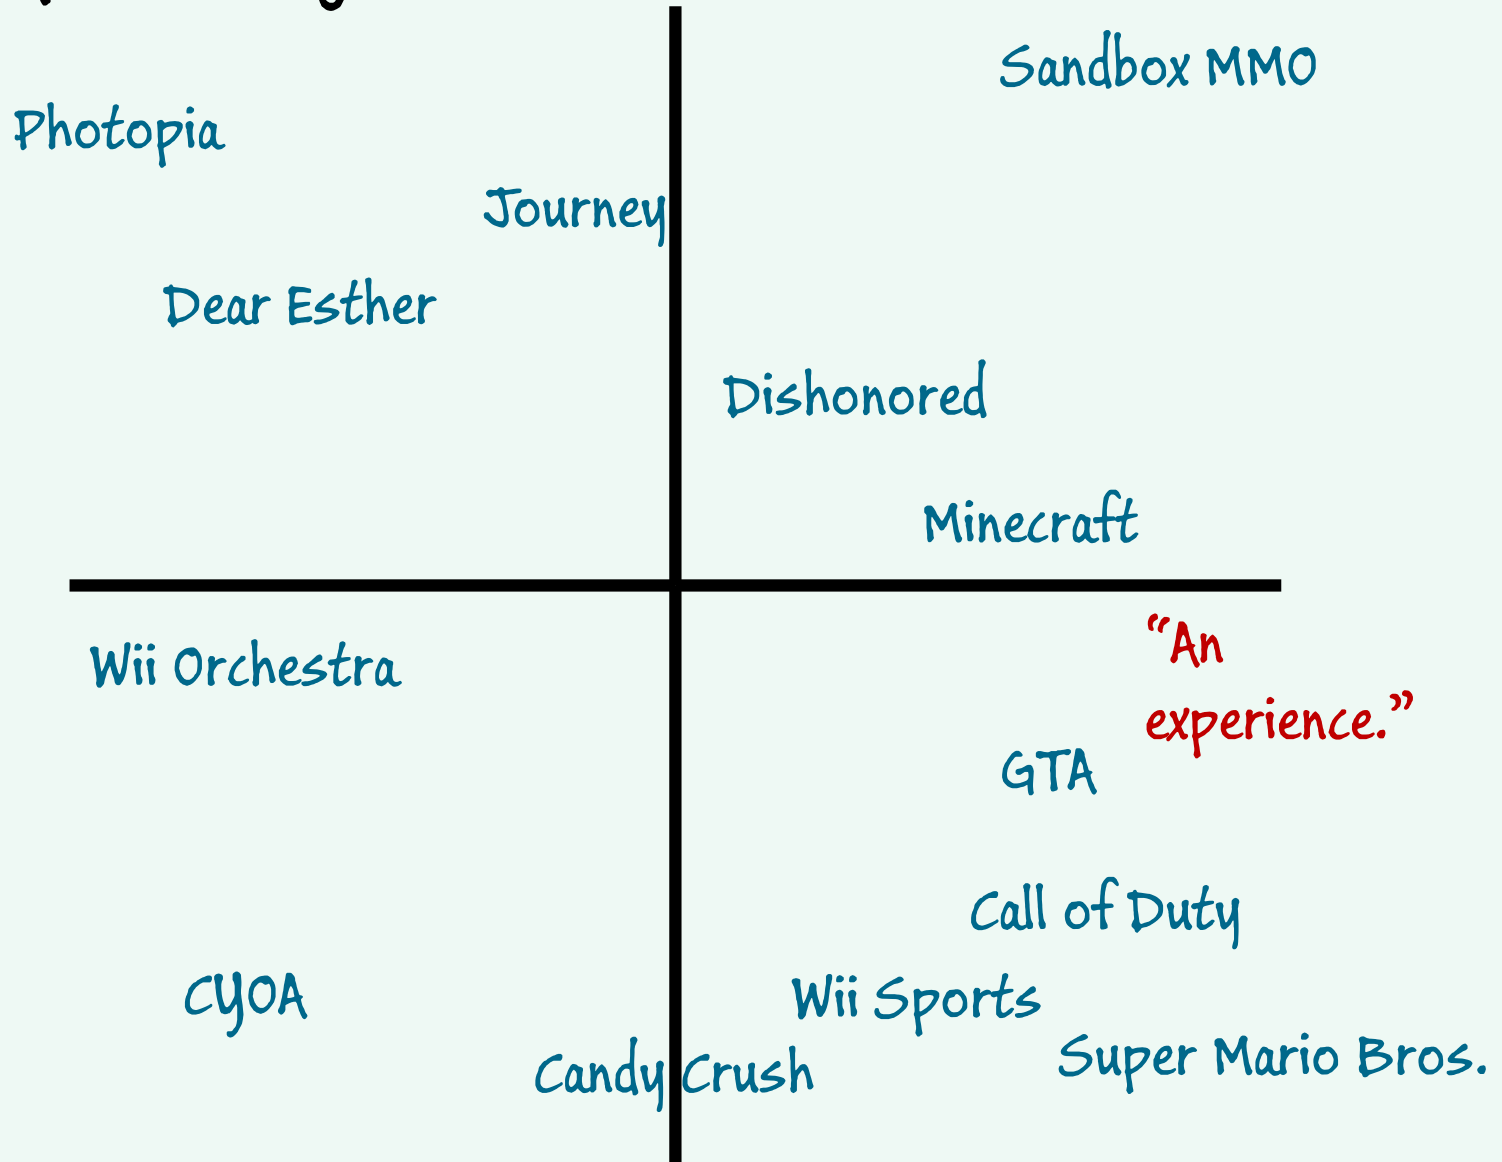 Sandbox MMO
Photopia
Journey
Dear Esther
Dishonored
Minecraft
Wii Orchestra
“An
experience.”
GTA
Call of Duty
CYOA
Wii Sports
Super Mario Bros.
Candy Crush